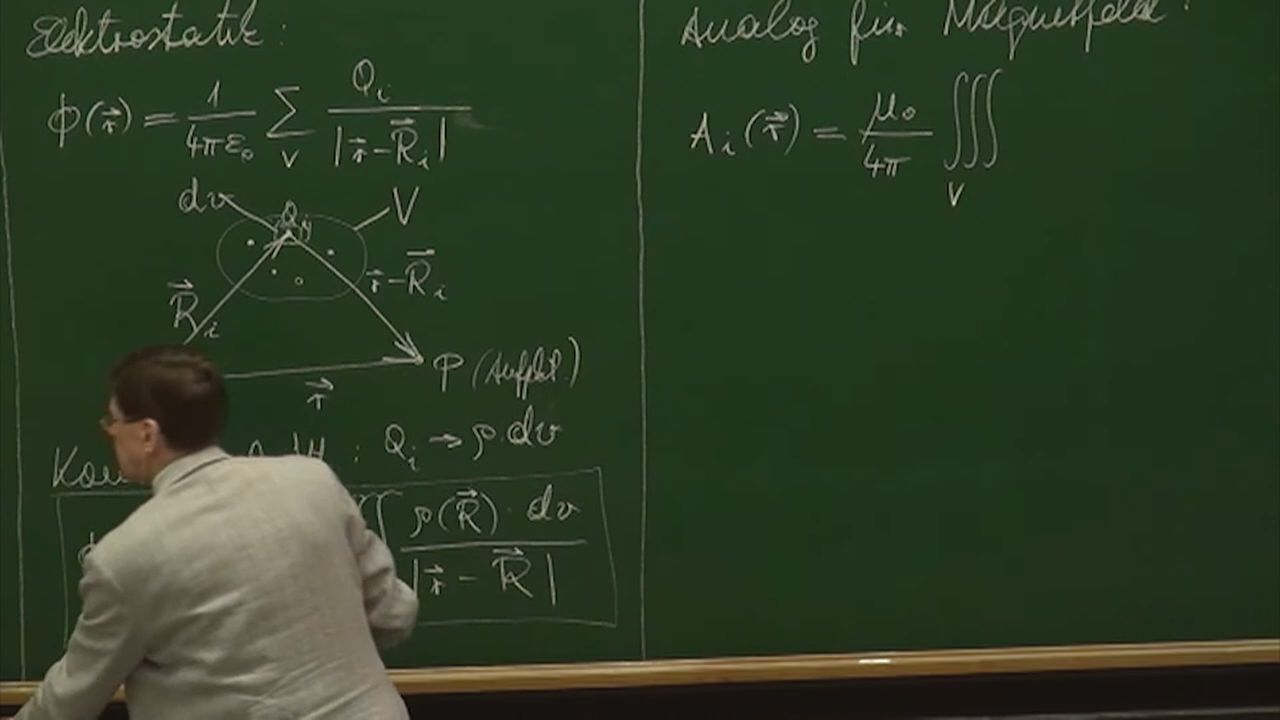 Elektrostatik:
ϕ(r⃗) = 1/(4πε₀) Σ_V Q_i / |r⃗ - R⃗_i|
dv
Q_i
V
r⃗ - R⃗_i
R⃗_i
P (Aufpkt.)
r⃗
: Q_i → ρ · dv
ρ(R⃗) · dv / |r⃗ - R⃗|
Analog für Magnetfeld:
A_i(r⃗) = μ₀/(4π) ∭_V